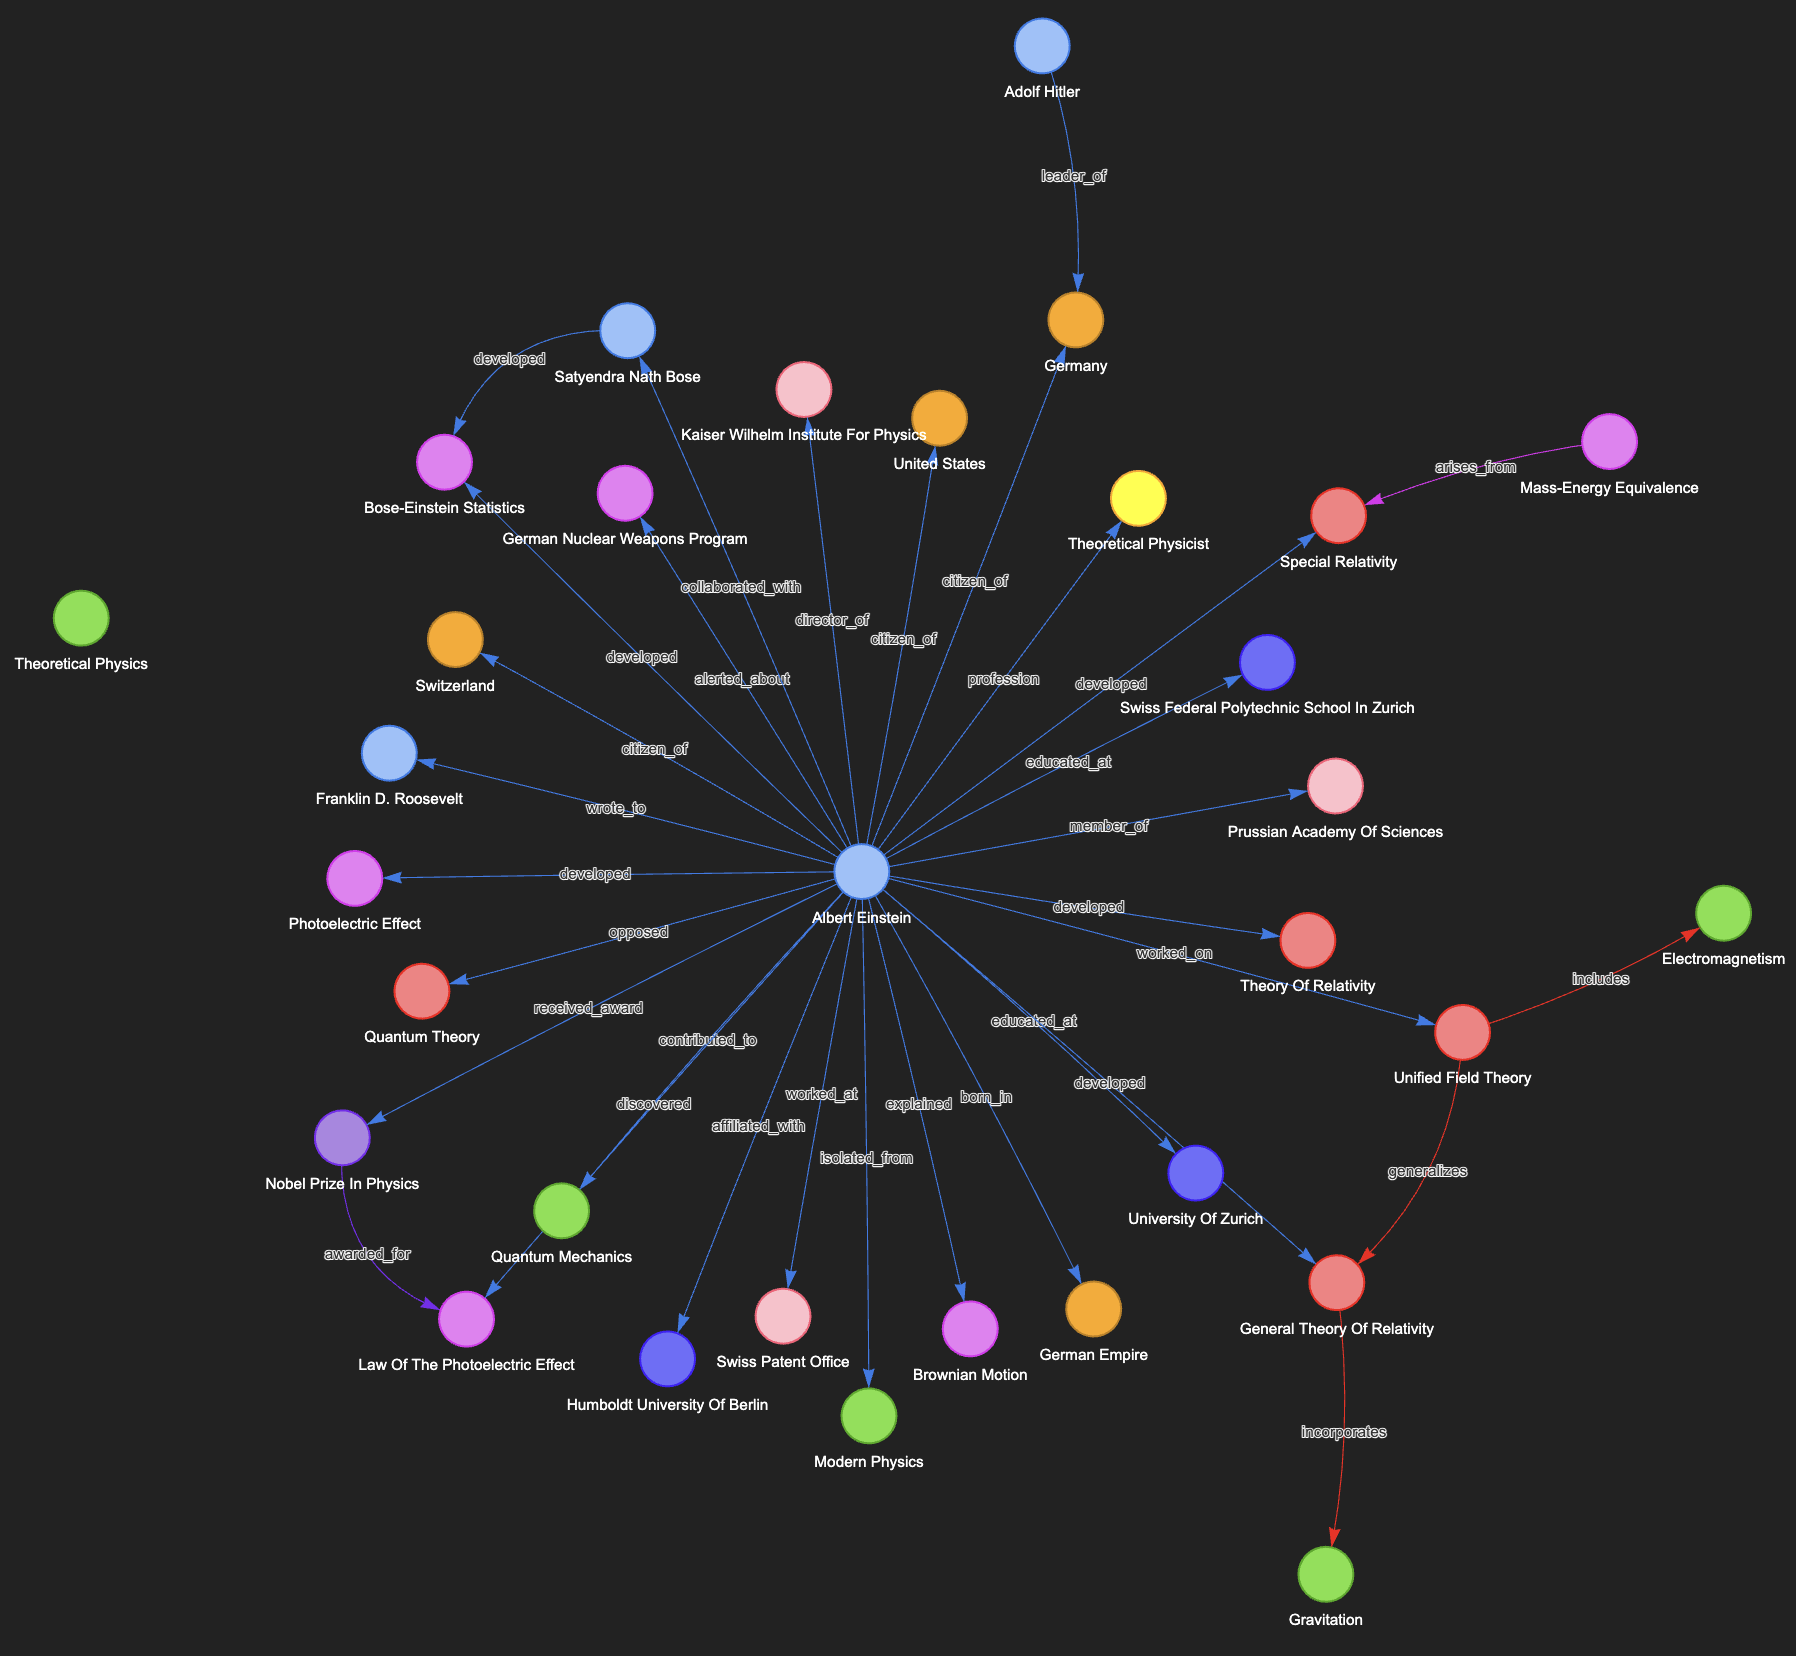 Adolf Hitler
leader_of
developed
Germany
Satyendra Nath Bose
Kaiser Wilhelm Institute For Physics
United States
arises_from
Mass-Energy Equivalence
Bose-Einstein Statistics
German Nuclear Weapons Program
Theoretical Physicist
Special Relativity
collaborated_with
citizen_of
director_of
citizen_of
developed
Theoretical Physics
alerted_about
profession
developed
Switzerland
Swiss Federal Polytechnic School In Zurich
citizen_of
educated_at
Franklin D. Roosevelt
wrote_to
member_of
Prussian Academy Of Sciences
developed
Photoelectric Effect
Albert Einstein
developed
opposed
worked_on
Electromagnetism
includes
Theory Of Relativity
received_award
educated_at
Quantum Theory
contributed_to
Unified Field Theory
developed
worked_at
born_in
discovered
explained
affiliated_with
isolated_from
generalizes
Nobel Prize In Physics
University Of Zurich
awarded_for
Quantum Mechanics
General Theory Of Relativity
Law Of The Photoelectric Effect
Swiss Patent Office
German Empire
Brownian Motion
Humboldt University Of Berlin
incorporates
Modern Physics
Gravitation